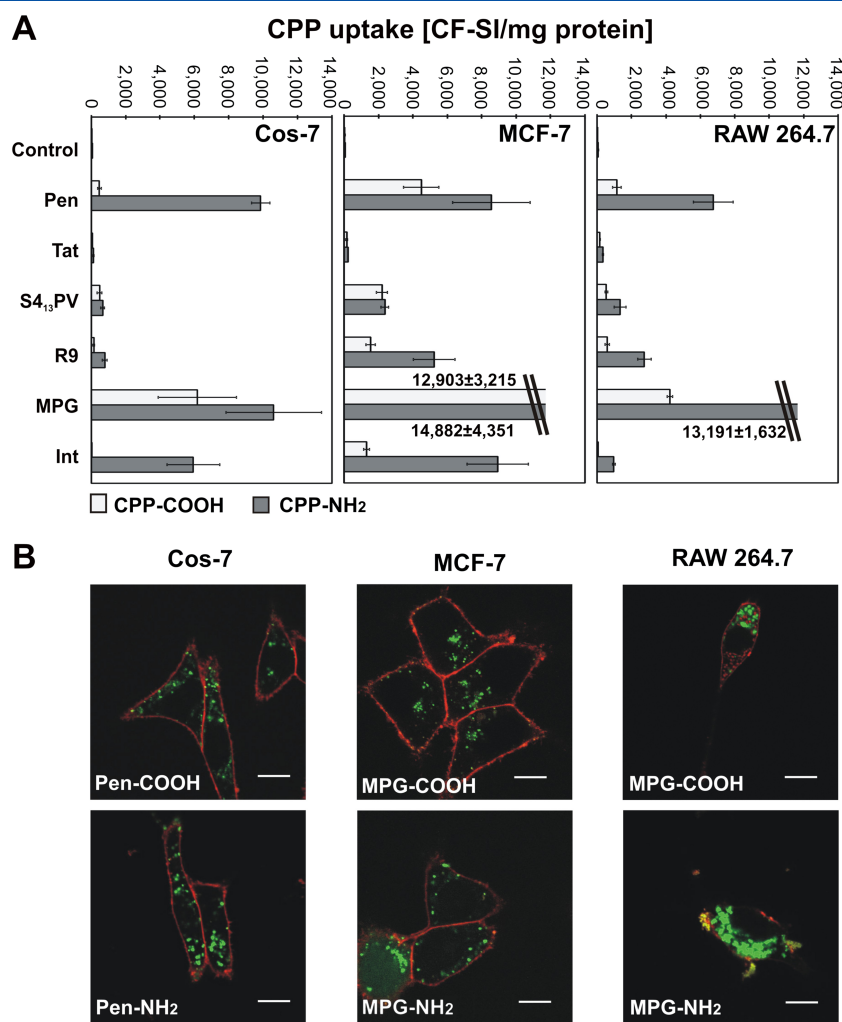 A
CPP uptake [CF-SI/mg protein]
0 2,000 4,000 6,000 8,000 10,000 12,000 14,000
0 2,000 4,000 6,000 8,000 10,000 12,000 14,000
0 2,000 4,000 6,000 8,000 10,000 12,000 14,000
Cos-7
MCF-7
RAW 264.7
Control
Pen
Tat
S4₁₃PV
R9
MPG
Int
12,903±3,215
14,882±4,351
13,191±1,632
CPP-COOH CPP-NH2
B
Cos-7
MCF-7
RAW 264.7
Pen-COOH
MPG-COOH
MPG-COOH
Pen-NH2
MPG-NH2
MPG-NH2